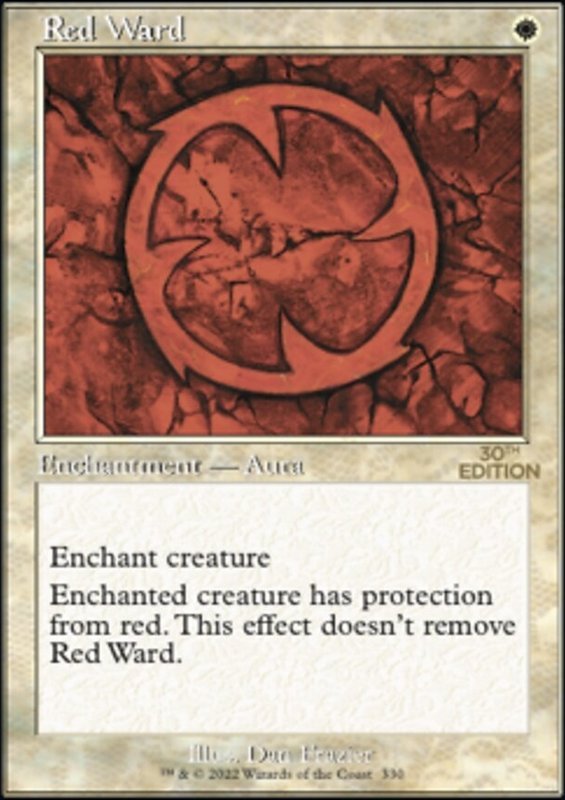 Red Ward
Enchantment — Aura
30TH
EDITION
Enchant creature
Enchanted creature has protection
from red. This effect doesn't remove
Red Ward.
Illus. Dan Frazier
™ & © 2022 Wizards of the Coast 330